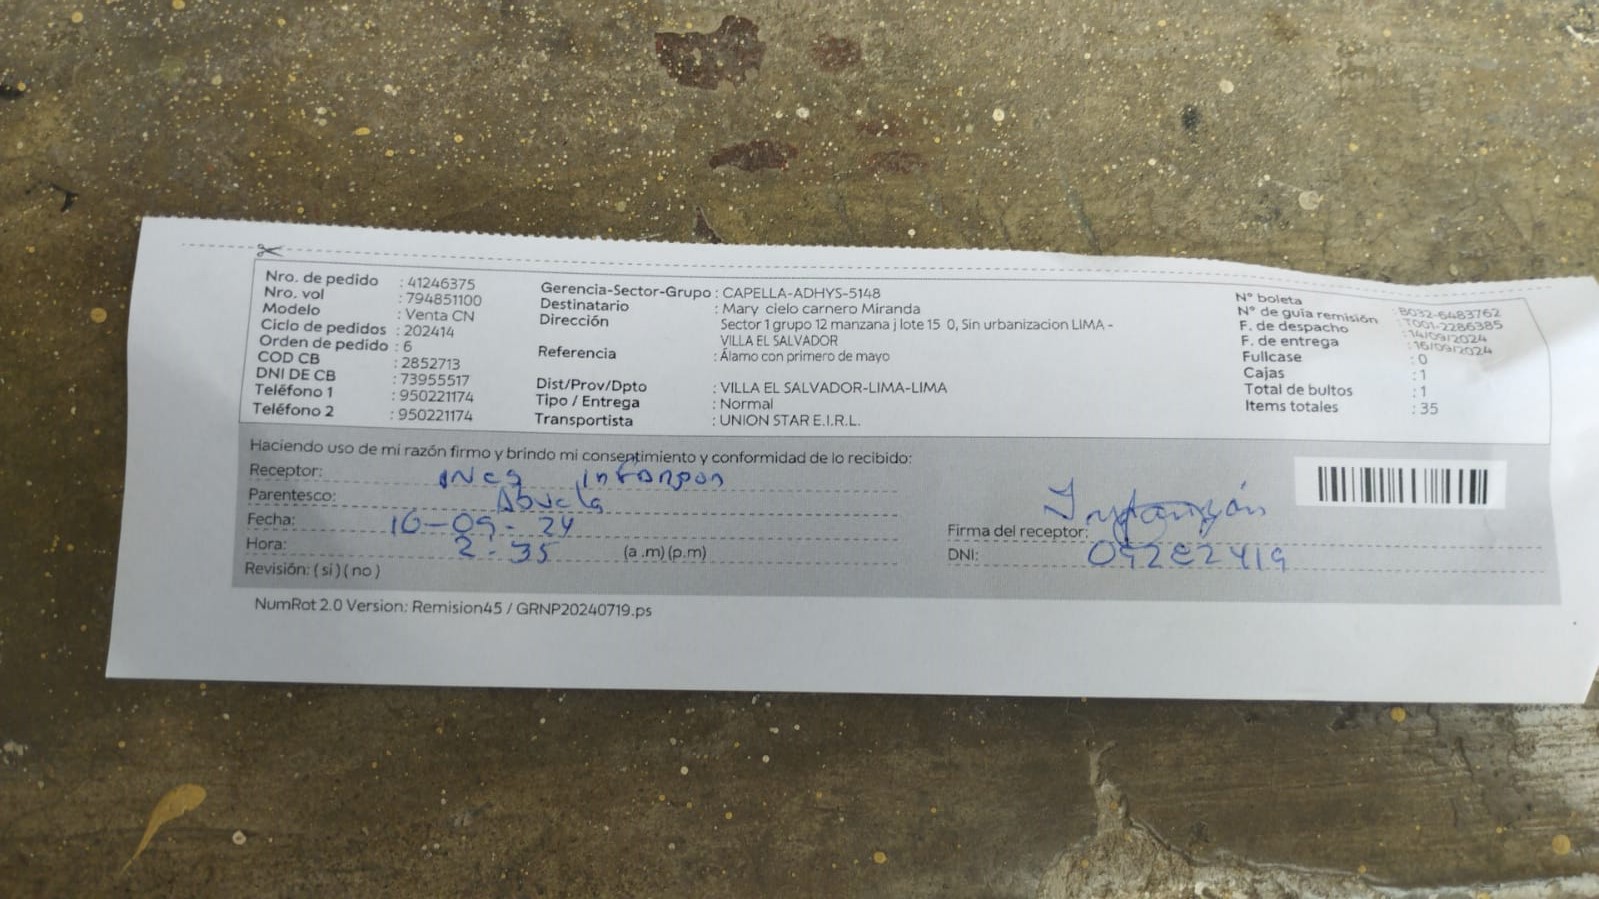 Nro. de pedido : 41246375
Nro. vol : 794851100
Modelo : Venta CN
Ciclo de pedidos : 202414
Orden de pedido : 6
COD CB : 2852713
DNI DE CB : 73955517
Teléfono 1 : 950221174
Teléfono 2 : 950221174
Gerencia-Sector-Grupo : CAPELLA-ADHYS-5148
Destinatario : Mary cielo carnero Miranda
Dirección : Sector 1 grupo 12 manzana j lote 15 0, Sin urbanizacion LIMA -
VILLA EL SALVADOR
Referencia : Álamo con primero de mayo
Dist/Prov/Dpto : VILLA EL SALVADOR-LIMA-LIMA
Tipo / Entrega : Normal
Transportista : UNION STAR E.I.R.L.
N° boleta : B032-6483762
N° de guía remisión : T001-2286385
F. de despacho : 14/09/2024
F. de entrega : 16/09/2024
Fullcase : 0
Cajas : 1
Total de bultos : 1
Items totales : 35
Haciendo uso de mi razón firmo y brindo mi consentimiento y conformidad de lo recibido:
Receptor: Ines
Parentesco: Abuela
Fecha: 16-09-24
Hora: 2-35 (a .m) (p.m)
Revisión: ( si ) ( no )
Firma del receptor:
DNI:
NumRot 2.0 Version: Remision45 / GRNP20240719.ps